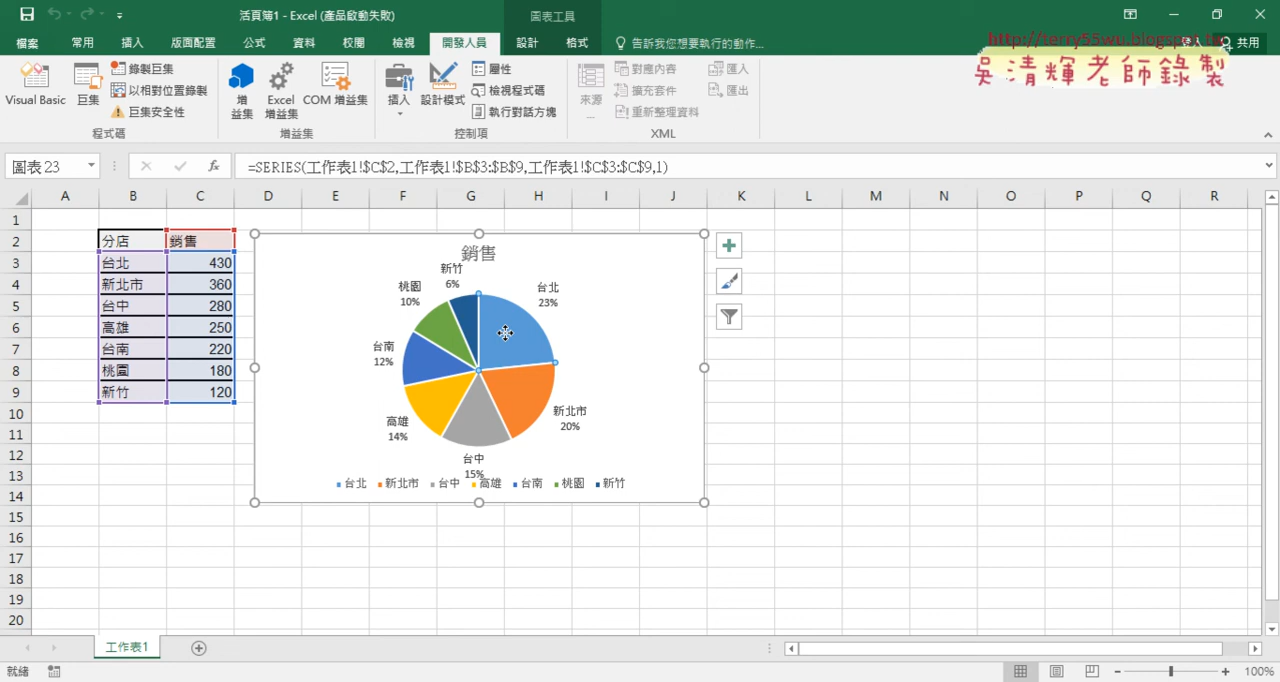 活頁簿1 - Excel (產品啟動失敗)
圖表工具
檔案 常用 插入 版面配置 公式 資料 校閱 檢視 開發人員 設計 格式 告訴我您想要執行的動作... 登入 共用
http://terry55wu.blogspot.tw
吳清輝老師錄製
Visual Basic 巨集 錄製巨集 以相對位置錄製 巨集安全性
程式碼
增益集 Excel 增益集 COM 增益集
增益集
插入 設計模式 屬性 檢視程式碼 執行對話方塊
控制項
來源 對應內容 擴充套件 重新整理資料 匯入 匯出
XML
圖表 23 fx =SERIES(工作表1!$C$2,工作表1!$B$3:$B$9,工作表1!$C$3:$C$9,1)
A B C D E F G H I J K L M N O P Q R
1
2 分店 銷售
3 台北 430
4 新北市 360
5 台中 280
6 高雄 250
7 台南 220
8 桃園 180
9 新竹 120
10
11
12
13
14
15
16
17
18
19
20
銷售
新竹
6%
台北
23%
桃園
10%
台南
12%
新北市
20%
高雄
14%
台中
15%
台北 新北市 台中 高雄 台南 桃園 新竹
工作表1
就緒
100%